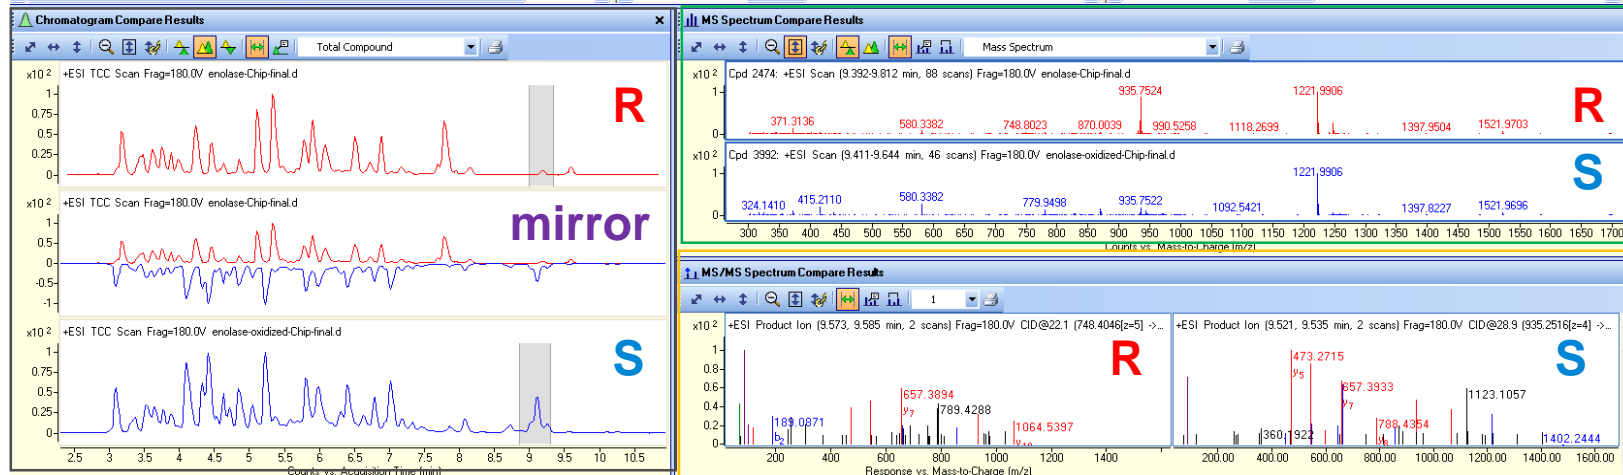 Chromatogram Compare Results
Total Compound
x10 2
+ESI TCC Scan Frag=180.0V enolase-Chip-final.d
R
1
0.75
0.5
0.25
0
x10 2
+ESI TCC Scan Frag=180.0V enolase-Chip-final.d
mirror
1
0.5
0
-0.5
-1
x10 2
+ESI TCC Scan Frag=180.0V enolase-oxidized-Chip-final.d
S
1
0.75
0.5
0.25
0
2.5 3 3.5 4 4.5 5 5.5 6 6.5 7 7.5 8 8.5 9 9.5 10 10.5
Counts vs. Acquisition Time (min)
MS Spectrum Compare Results
Mass Spectrum
x10 2
Cpd 2474: +ESI Scan (9.392-9.812 min, 88 scans) Frag=180.0V enolase-Chip-final.d
R
1
935.7524 1221.9906
371.3136 580.3382 748.8023 870.0039 990.5258 1118.2699 1397.9504 1521.9703
0
x10 2
Cpd 3992: +ESI Scan (9.411-9.644 min, 46 scans) Frag=180.0V enolase-oxidized-Chip-final.d
S
1
1221.9906
324.1410 415.2110 580.3382 779.9498 935.7522 1092.5421 1397.8227 1521.9696
0
300 350 400 450 500 550 600 650 700 750 800 850 900 950 1000 1050 1100 1150 1200 1250 1300 1350 1400 1450 1500 1550 1600 1650 1700
Counts vs. Mass-to-Charge (m/z)
MS/MS Spectrum Compare Results
1
x10 2
+ESI Product Ion (9.573, 9.585 min, 2 scans) Frag=180.0V CID@22.1 (748.4046[z=5] ->...
R
1
0.8
0.6
0.4
0.2
0
657.3894
y7
789.4288
189.0871
b2
1064.5397
200 400 600 800 1000 1200 1400
+ESI Product Ion (9.521, 9.535 min, 2 scans) Frag=180.0V CID@28.9 (935.2516[z=4] ->...
S
473.2715
y5
657.3933
y7
1123.1057
788.4354
360.1922
1402.2444
200.00 400.00 600.00 800.00 1000.00 1200.00 1400.00 1600.00
Response vs. Mass-to-Charge (m/z)